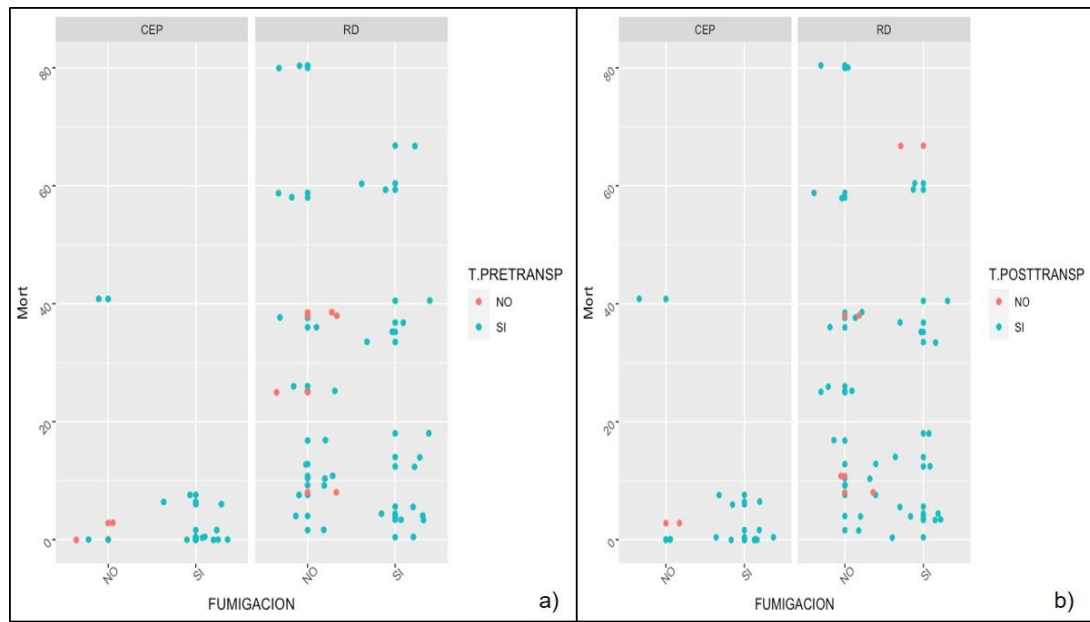 CEP
RD
80
60
40
20
0
Mort
NO
SI
NO
SI
FUMIGACION
T.PRETRANSP
NO
SI
a)
CEP
RD
80
60
40
20
0
Mort
NO
SI
NO
SI
FUMIGACION
T.POSTTRANSP
NO
SI
b)